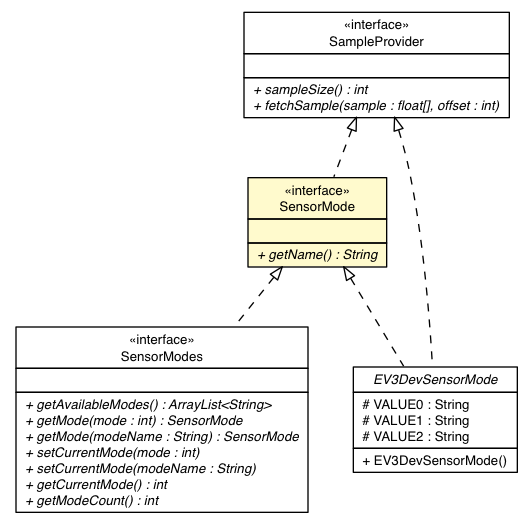 «interface»
SampleProvider
+ sampleSize() : int
+ fetchSample(sample : float[], offset : int)
«interface»
SensorMode
+ getName() : String
«interface»
SensorModes
+ getAvailableModes() : ArrayList<String>
+ getMode(mode : int) : SensorMode
+ getMode(modeName : String) : SensorMode
+ setCurrentMode(mode : int)
+ setCurrentMode(modeName : String)
+ getCurrentMode() : int
+ getModeCount() : int
EV3DevSensorMode
# VALUE0 : String
# VALUE1 : String
# VALUE2 : String
+ EV3DevSensorMode()